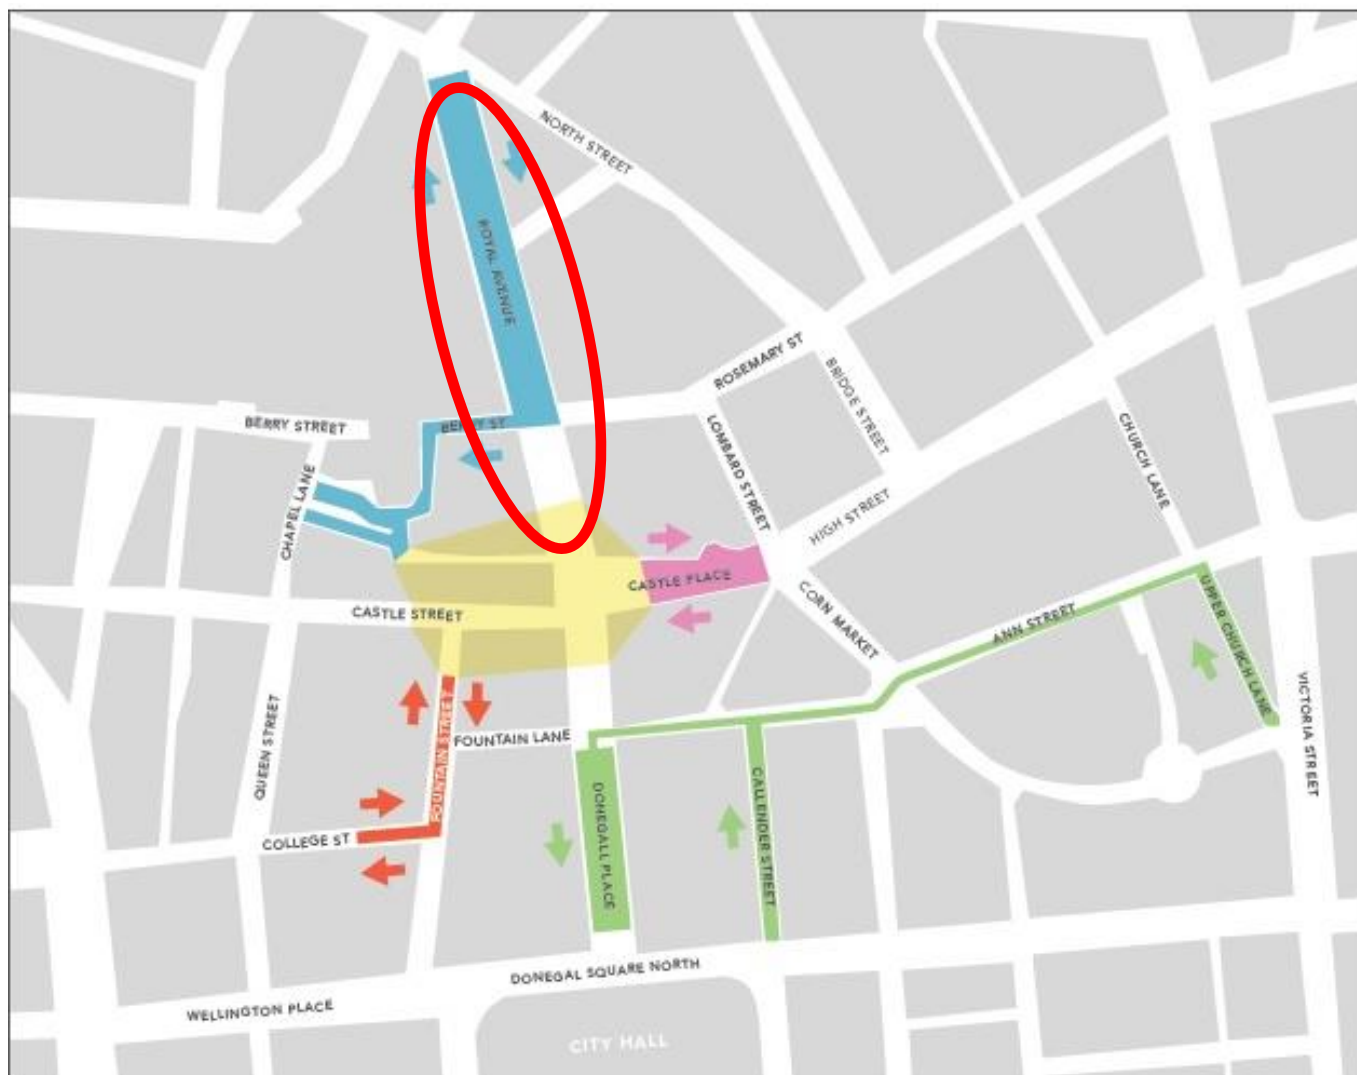 NORTH STREET
ROYAL AVENUE
ROSEMARY ST
BRIDGE STREET
BERRY STREET
BERRY ST
LOMBARD STREET
CHURCH LANE
CHAPEL LANE
HIGH STREET
CASTLE PLACE
CASTLE STREET
CORN MARKET
ANN STREET
UPPER CHURCH LANE
VICTORIA STREET
QUEEN STREET
FOUNTAIN STREET
FOUNTAIN LANE
COLLEGE ST
DONEGALL PLACE
CALLENDER STREET
DONEGAL SQUARE NORTH
WELLINGTON PLACE
CITY HALL